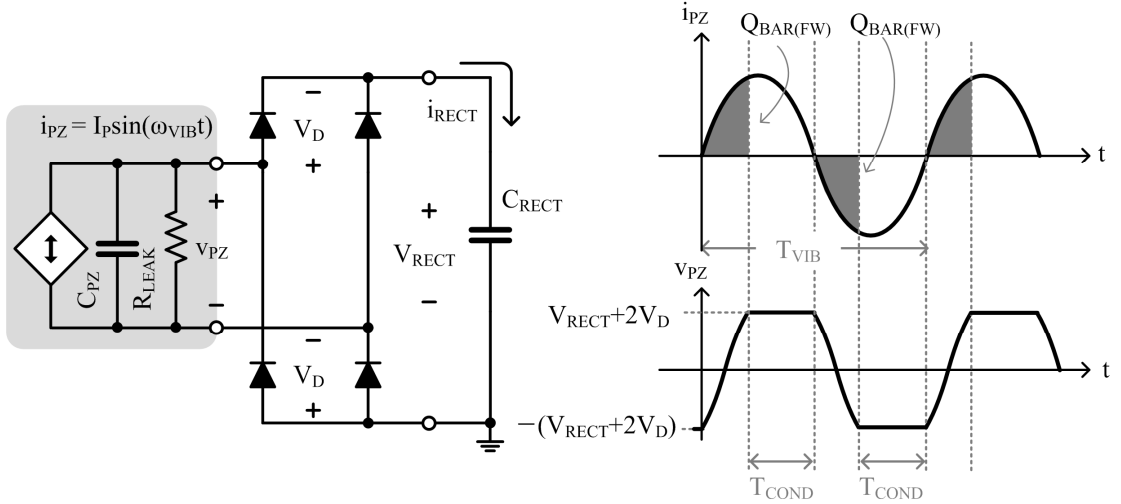 i_PZ = I_P sin(ω_VIB t)
C_PZ
R_LEAK
+
v_PZ
−
−
V_D
+
−
V_D
+
i_RECT
+
V_RECT
−
C_RECT
i_PZ
Q_BAR(FW)
Q_BAR(FW)
t
T_VIB
v_PZ
V_RECT+2V_D
t
−(V_RECT+2V_D)
T_COND
T_COND